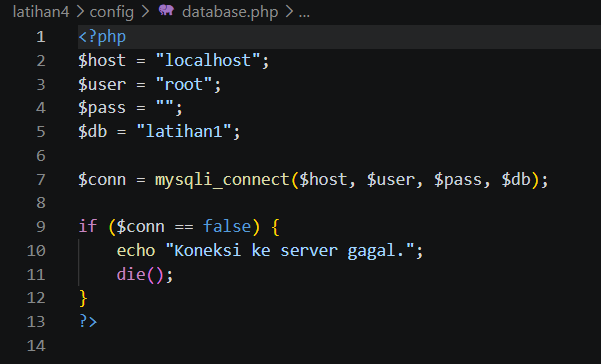 latihan4 > config > database.php > ...
1 <?php
2 $host = "localhost";
3 $user = "root";
4 $pass = "";
5 $db = "latihan1";
6
7 $conn = mysqli_connect($host, $user, $pass, $db);
8
9 if ($conn == false) {
10     echo "Koneksi ke server gagal.";
11     die();
12 }
13 ?>
14